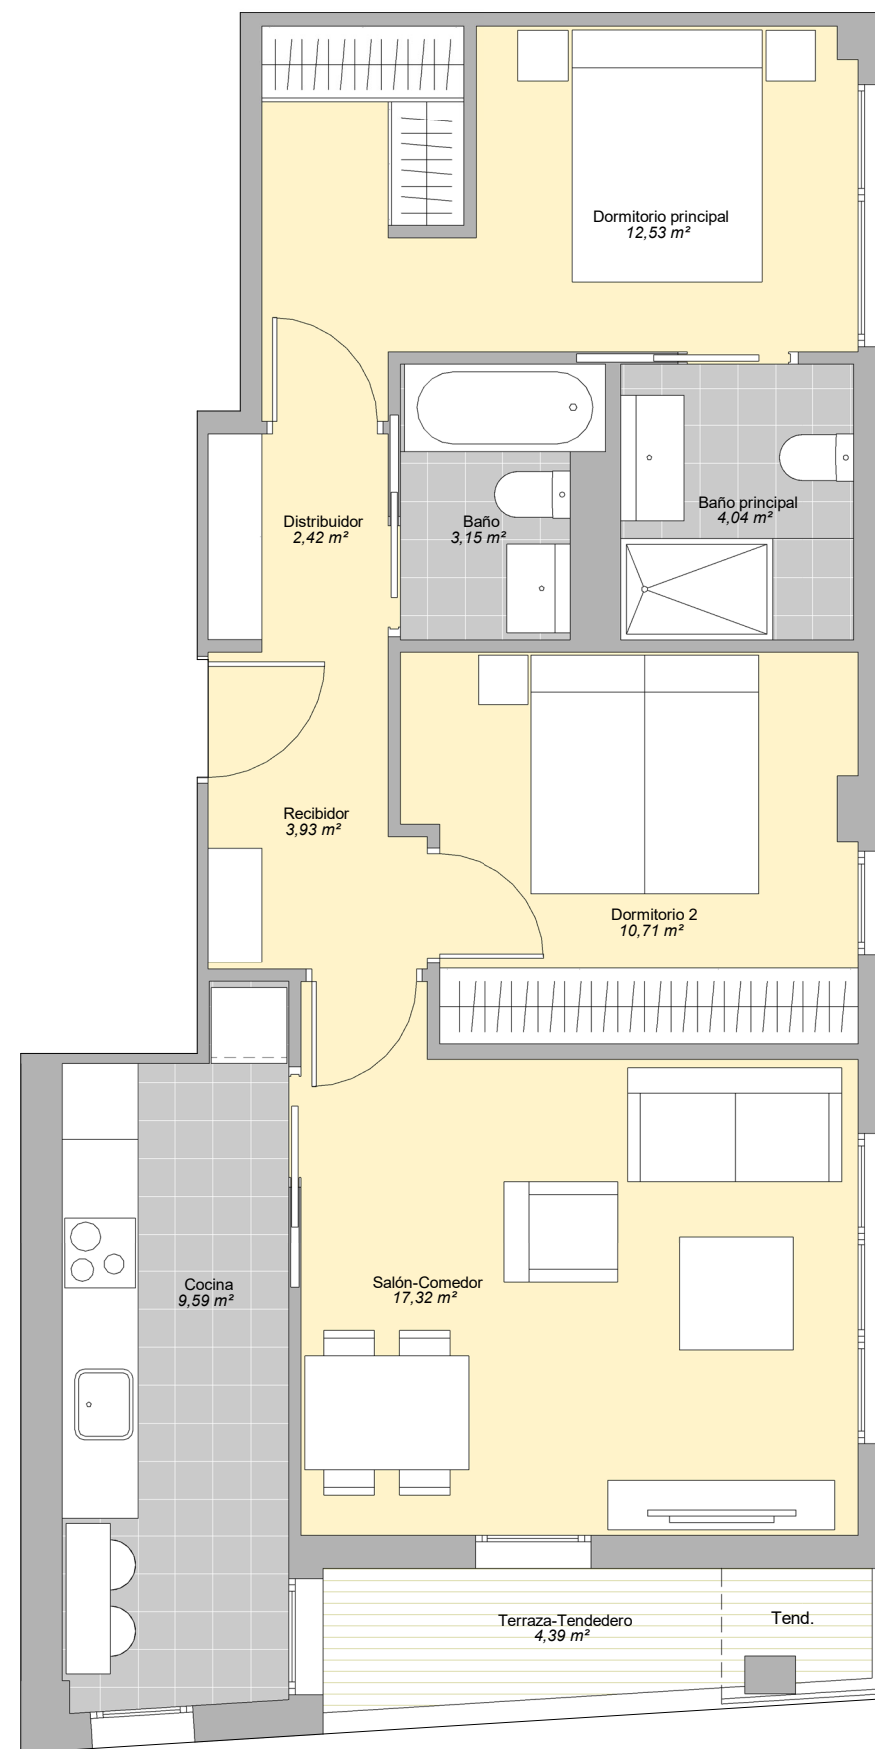 Dormitorio principal
12,53 m²
Distribuidor
2,42 m²
Baño
3,15 m²
Baño principal
4,04 m²
Recibidor
3,93 m²
Dormitorio 2
10,71 m²
Cocina
9,59 m²
Salón-Comedor
17,32 m²
Terraza-Tendedero
4,39 m²
Tend.